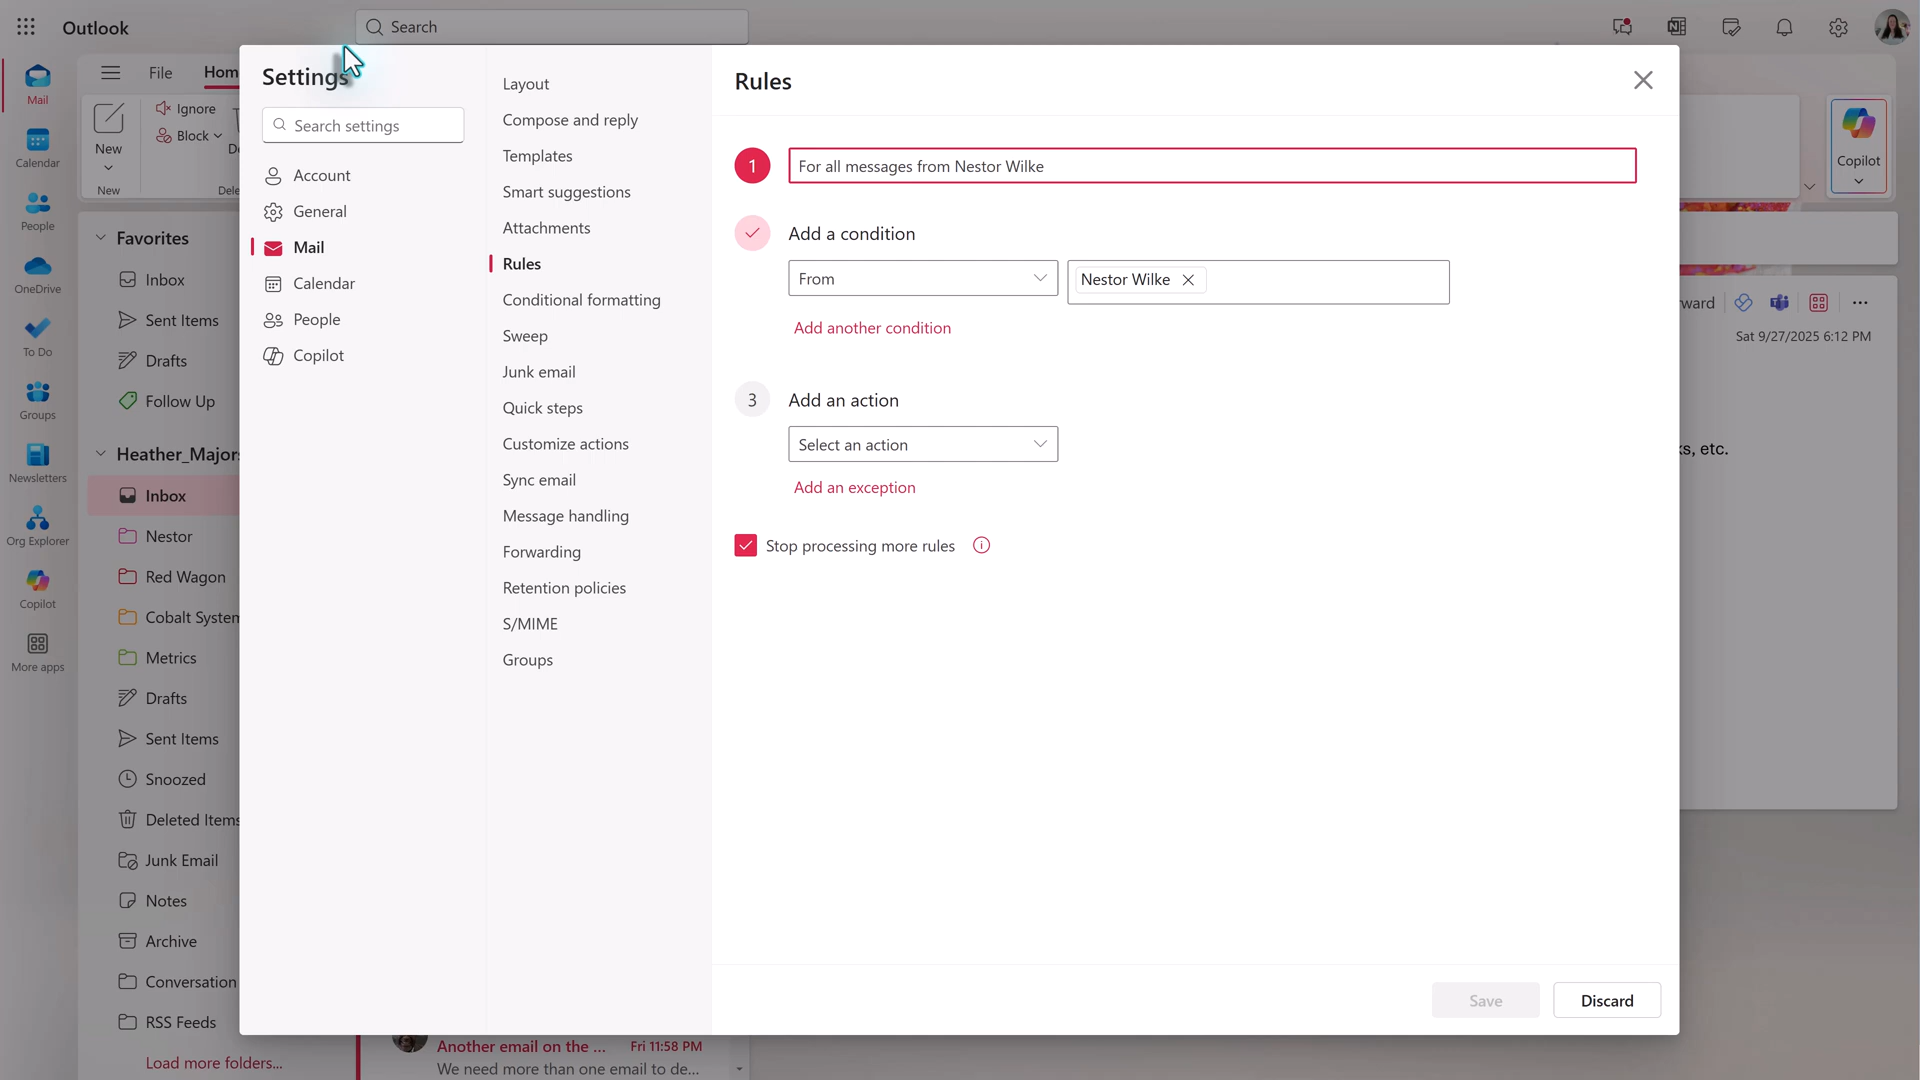 Outlook
Search
Mail
Calendar
People
OneDrive
To Do
Groups
Newsletters
Org Explorer
Copilot
More apps
File
New
New
Ignore
Block
Favorites
Inbox
Sent Items
Drafts
Follow Up
Inbox
Nestor
Red Wagon
Metrics
Drafts
Sent Items
Snoozed
Deleted Items
Junk Email
Notes
Archive
Conversation
RSS Feeds
Load more folders...
Settings
Search settings
Account
General
Mail
Calendar
People
Copilot
Layout
Compose and reply
Templates
Smart suggestions
Attachments
Rules
Conditional formatting
Sweep
Junk email
Quick steps
Customize actions
Sync email
Message handling
Forwarding
Retention policies
S/MIME
Groups
Rules
1
For all messages from Nestor Wilke
Add a condition
From
Nestor Wilke
Add another condition
3
Add an action
Select an action
Add an exception
Stop processing more rules
Save
Discard
Copilot
Sat 9/27/2025 6:12 PM
etc.
Another email on the ...
Fri 11:58 PM
We need more than one email to de...